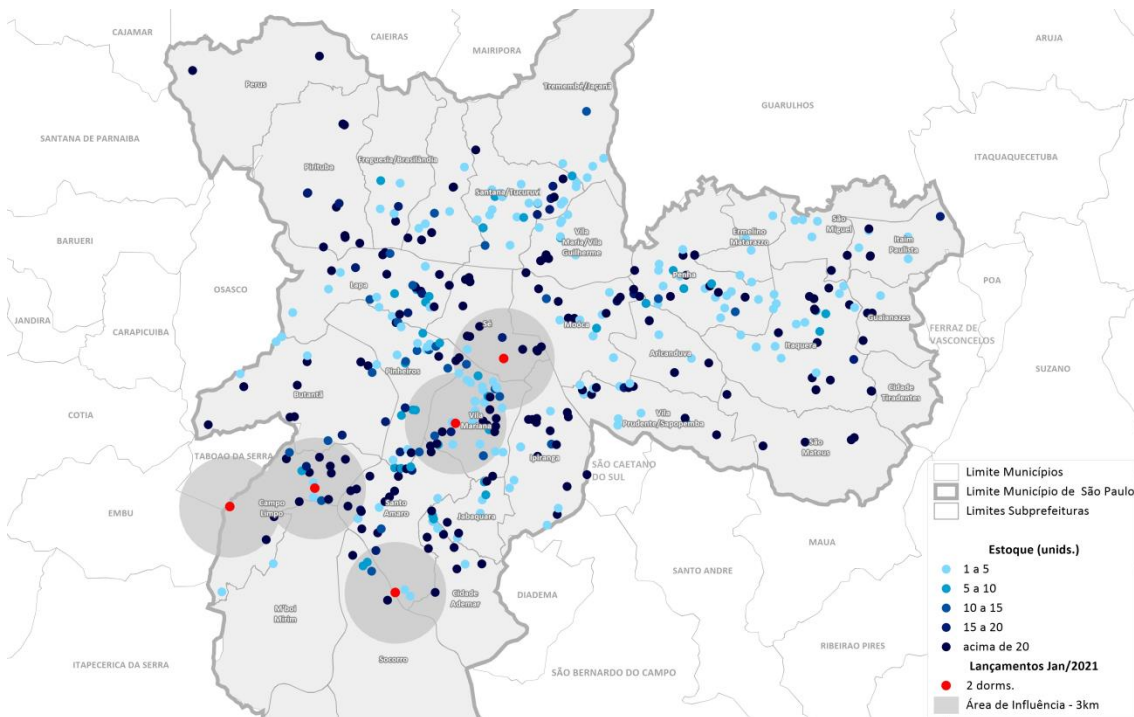 CAJAMAR
CAIEIRAS
MAIRIPORA
ARUJA
Perus
Tremembé/Jaçanã
GUARULHOS
SANTANA DE PARNAIBA
Freguesia/Brasilândia
Pirituba
ITAQUAQUECETUBA
Santana/Tucuruvi
BARUERI
Vila
Maria/Vila
Guilherme
Ermelino
Matarazzo
São
Miguel
Itaim
Paulista
Penha
POA
OSASCO
Lapa
JANDIRA
CARAPICUIBA
Sé
Mooca
Guaianazes
FERRAZ DE
VASCONCELOS
Itaquera
Aricanduva
SUZANO
Pinheiros
Butantã
Cidade
Tiradentes
COTIA
Vila
Mariana
Vila
Prudente/Sapopemba
São
Mateus
TABOAO DA SERRA
Ipiranga
SÃO CAETANO
DO SUL
EMBU
Campo
Limpo
Santo
Amaro
Jabaquara
MAUA
SANTO ANDRE
DIADEMA
Cidade
Ademar
M'boi
Mirim
RIBEIRAO PIRES
ITAPECERICA DA SERRA
Socorro
SÃO BERNARDO DO CAMPO
Limite Municípios
Limite Município de São Paulo
Limites Subprefeituras
Estoque (unids.)
1 a 5
5 a 10
10 a 15
15 a 20
acima de 20
Lançamentos Jan/2021
2 dorms.
Área de Influência - 3km